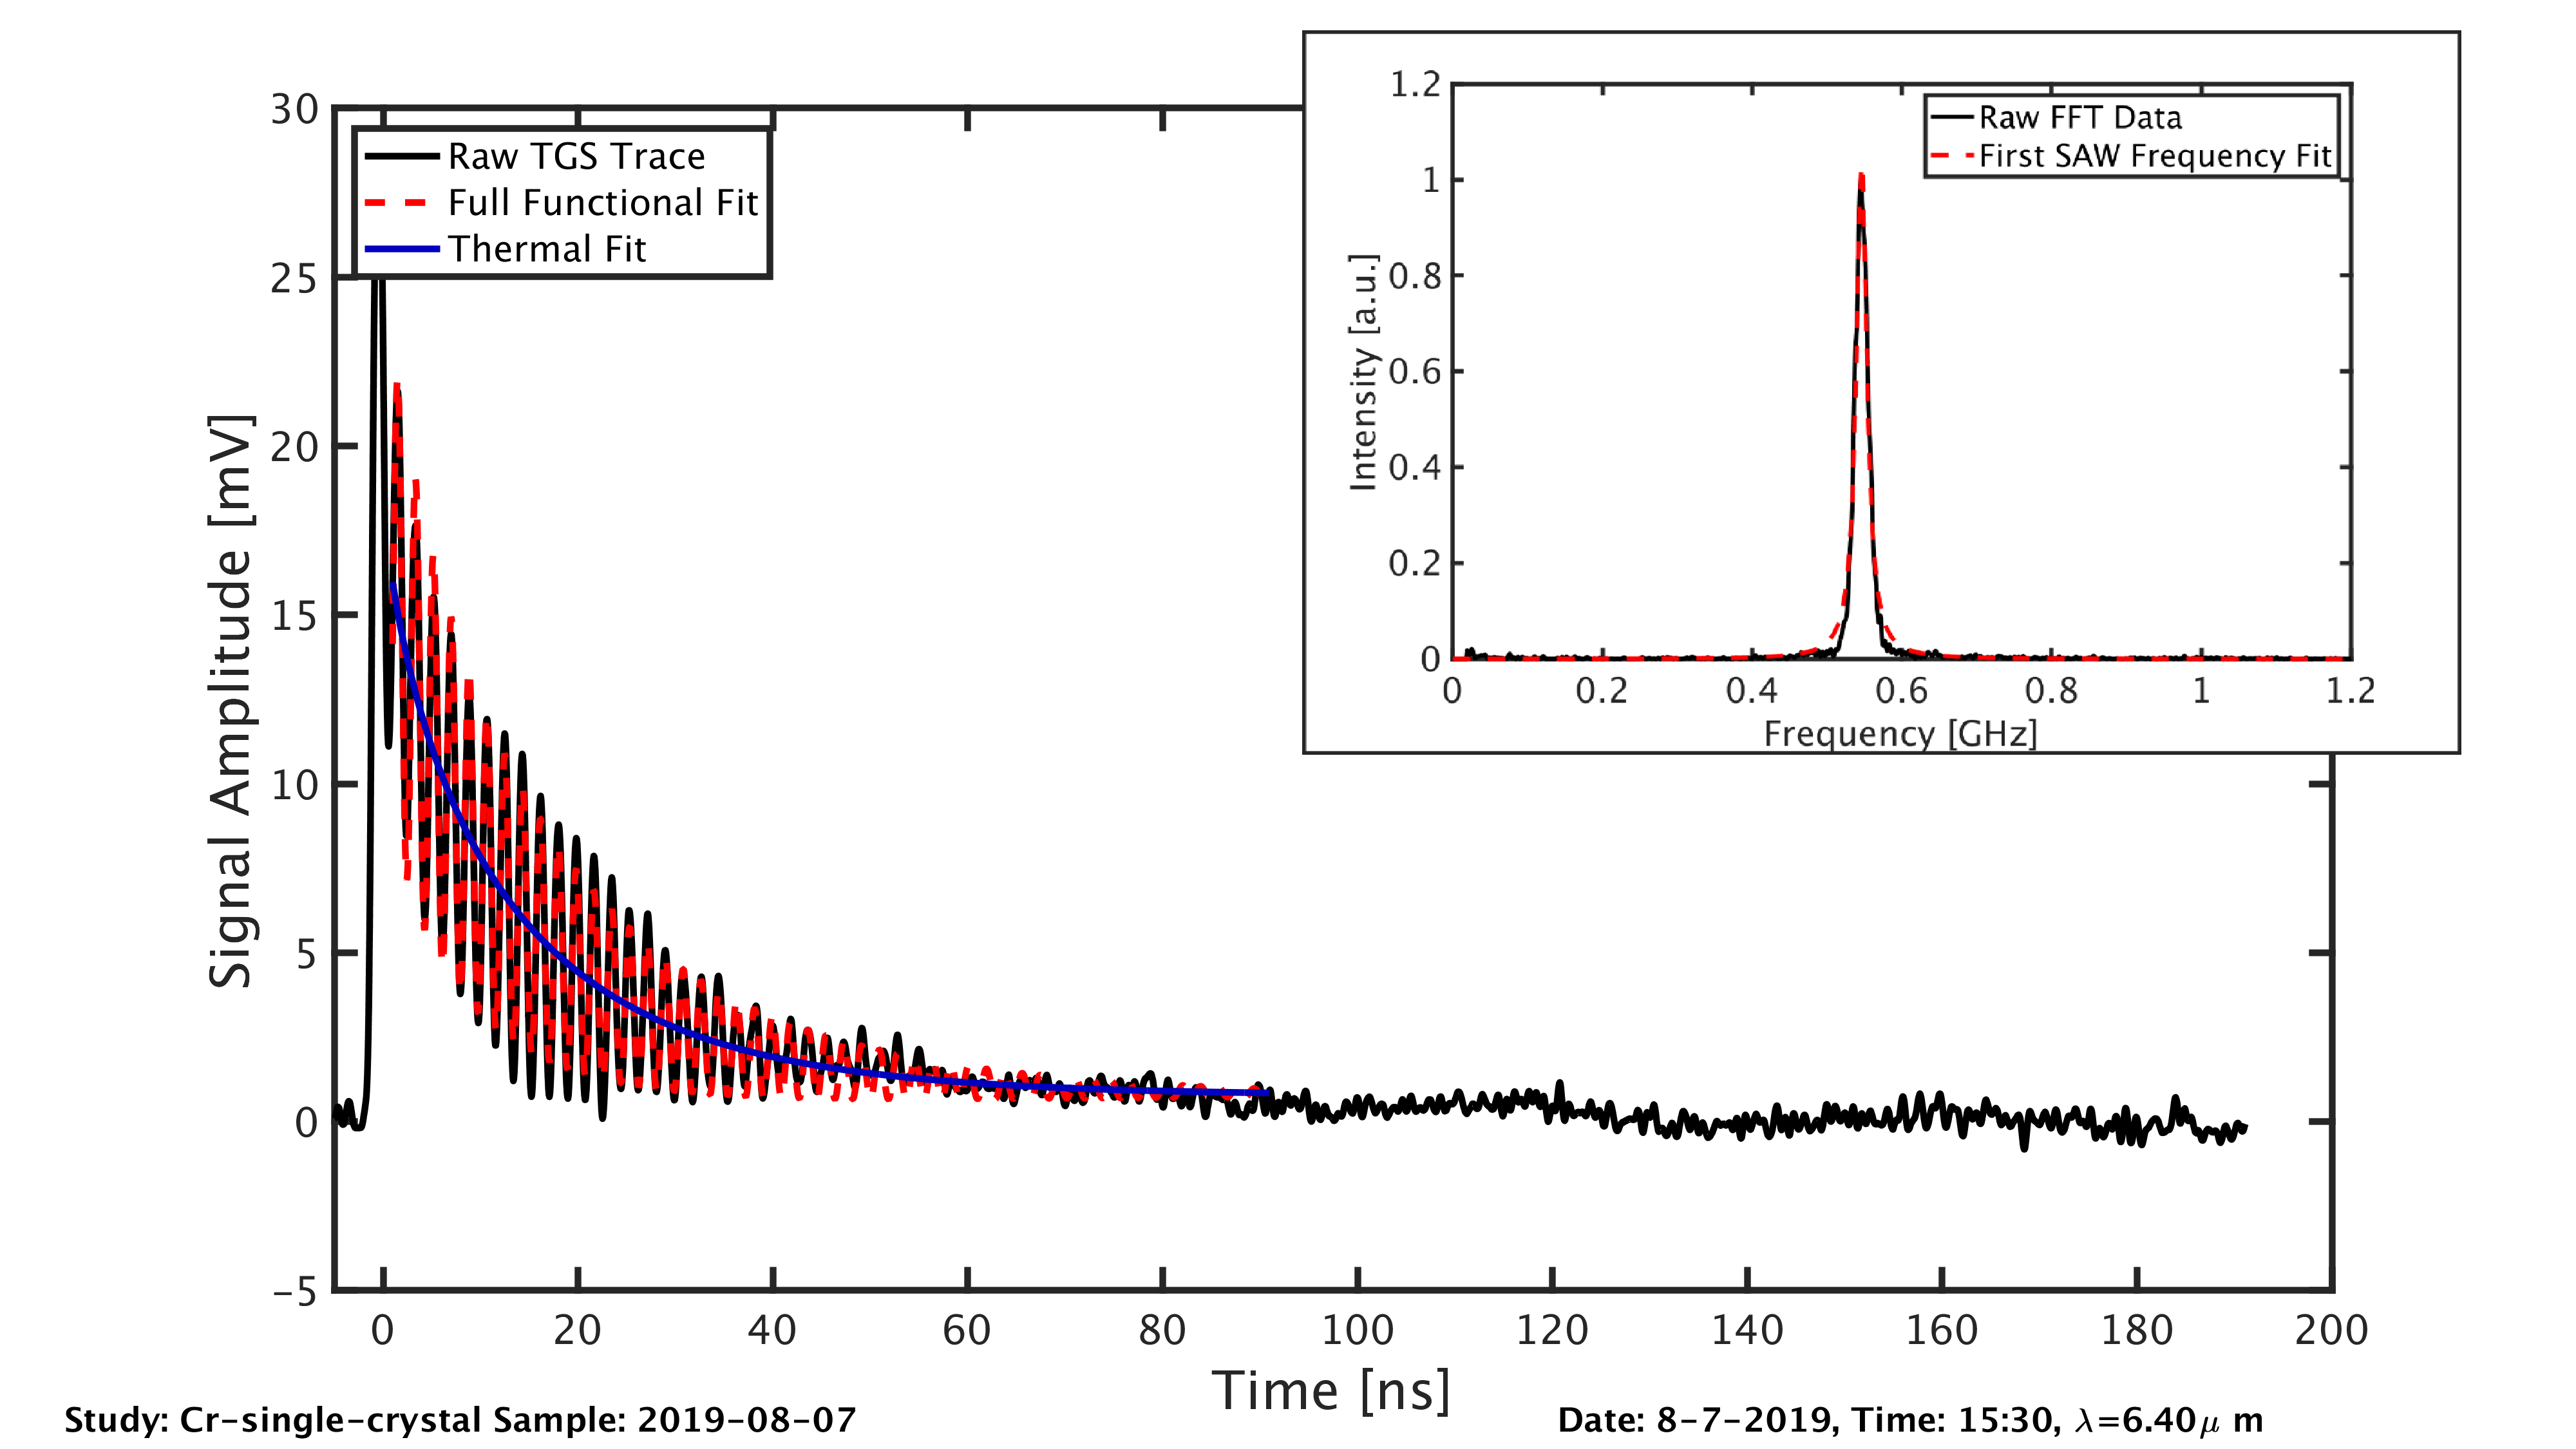 30
25
20
15
10
5
0
-5
Signal Amplitude [mV]
Raw TGS Trace
Full Functional Fit
Thermal Fit
0 20 40 60 80 100 120 140 160 180 200
Time [ns]
1.2
1
0.8
0.6
0.4
0.2
0
Intensity [a.u.]
Raw FFT Data
First SAW Frequency Fit
0 0.2 0.4 0.6 0.8 1 1.2
Frequency [GHz]
Study: Cr-single-crystal Sample: 2019-08-07
Date: 8-7-2019, Time: 15:30, λ=6.40μ m